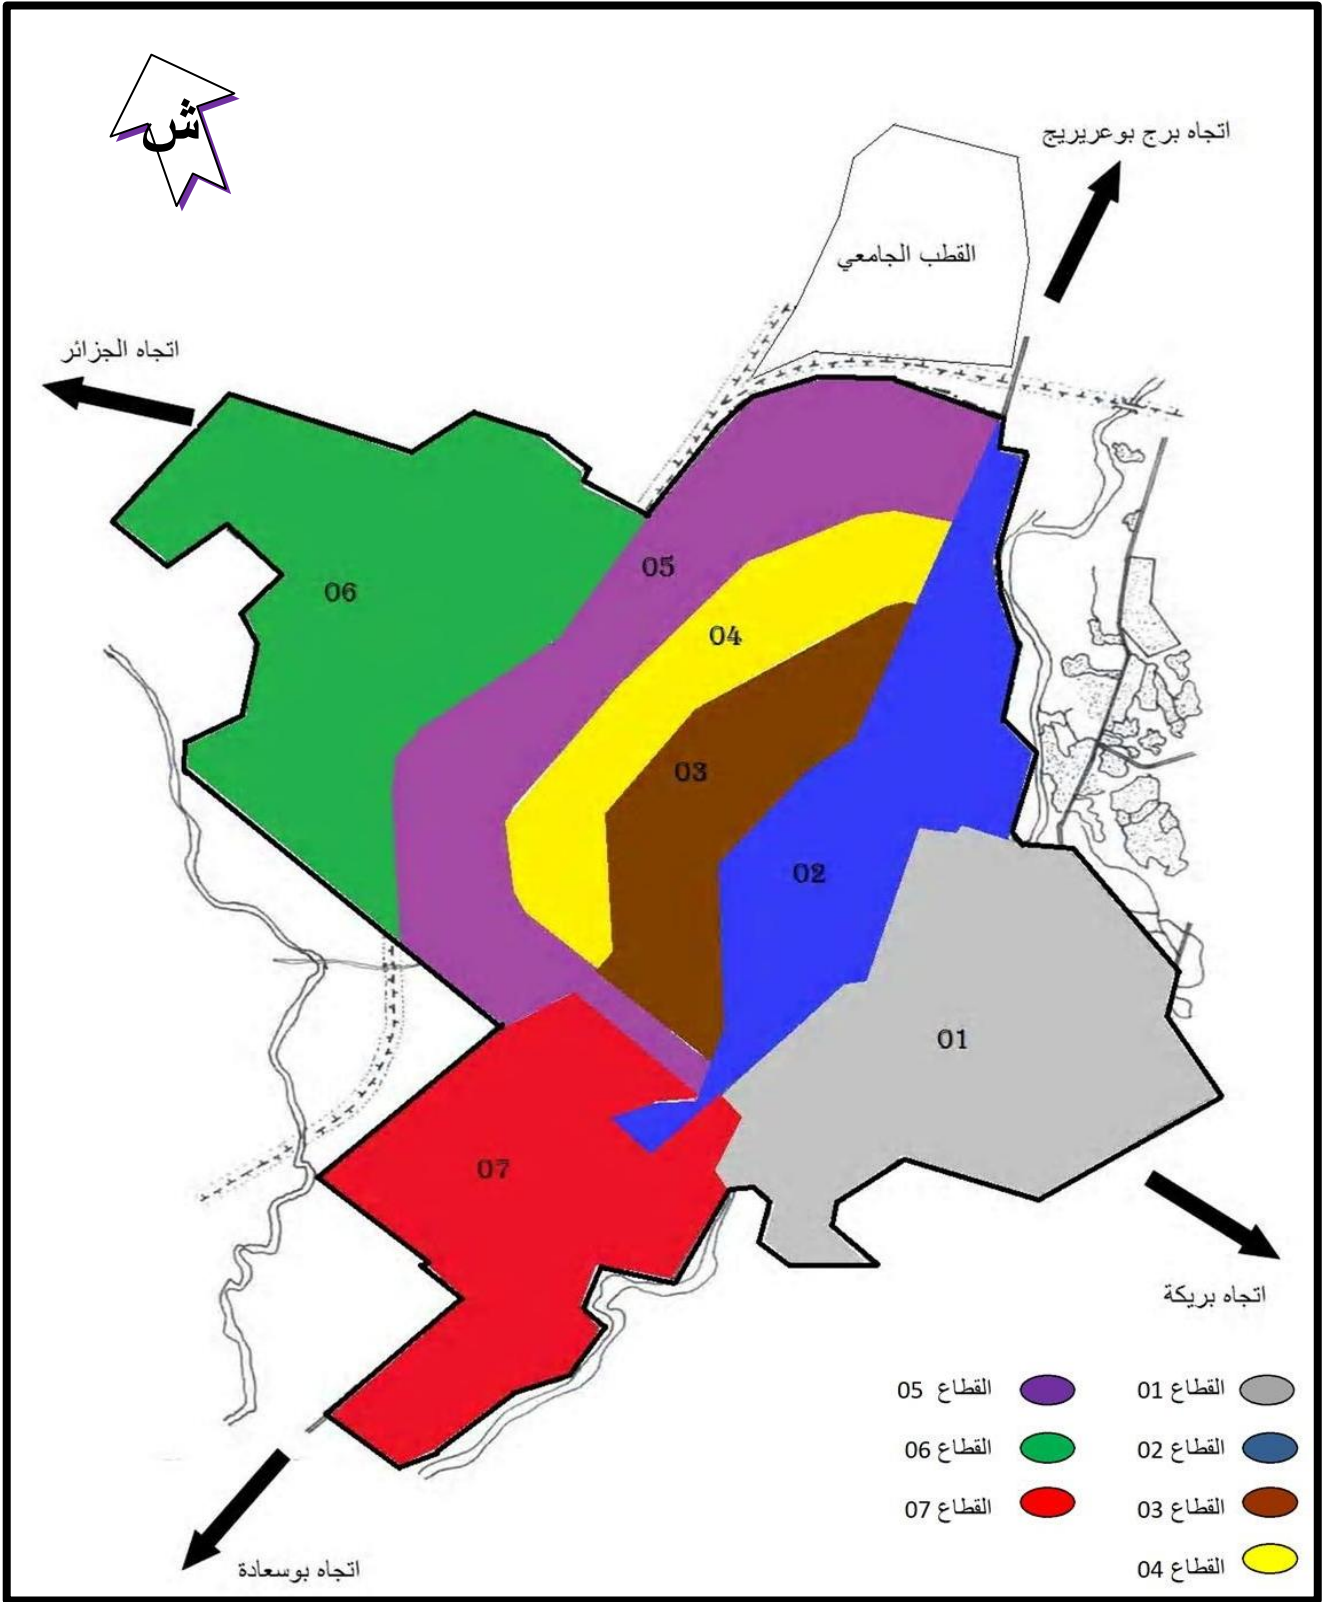 ش
اتجاه برج بوعريريج
القطب الجامعي
اتجاه الجزائر
05
06
04
03
02
01
07
اتجاه بريكة
القطاع 01
القطاع 05
القطاع 02
القطاع 06
القطاع 03
القطاع 07
القطاع 04
اتجاه بوسعادة